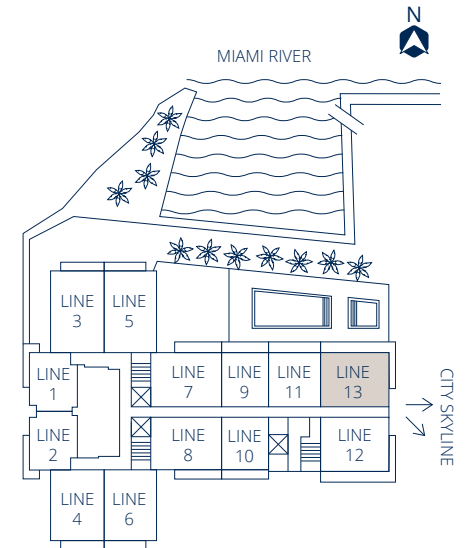 N
MIAMI RIVER
LINE
3
LINE
5
LINE
1
LINE
7
LINE
9
LINE
11
LINE
13
CITY SKYLINE
LINE
2
LINE
8
LINE
10
LINE
12
LINE
4
LINE
6